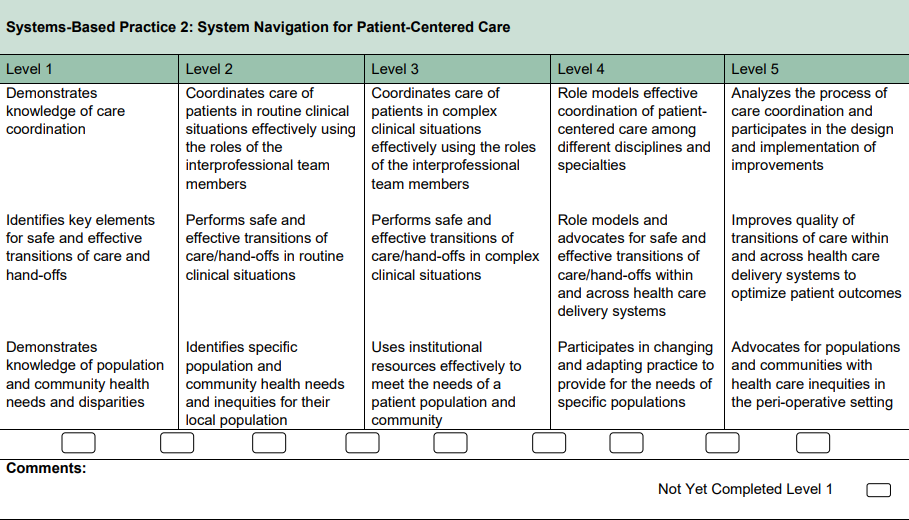 Systems-Based Practice 2: System Navigation for Patient-Centered Care
Level 1
Level 2
Level 3
Level 4
Level 5
Demonstrates
knowledge of care
coordination
Coordinates care of
patients in routine clinical
situations effectively using
the roles of the
interprofessional team
members
Coordinates care of
patients in complex
clinical situations
effectively using the roles
of the interprofessional
team members
Role models effective
coordination of patient-
centered care among
different disciplines and
specialties
Analyzes the process of
care coordination and
participates in the design
and implementation of
improvements
Identifies key elements
for safe and effective
transitions of care and
hand-offs
Performs safe and
effective transitions of
care/hand-offs in routine
clinical situations
Performs safe and
effective transitions of
care/hand-offs in complex
clinical situations
Role models and
advocates for safe and
effective transitions of
care/hand-offs within
and across health care
delivery systems
Improves quality of
transitions of care within
and across health care
delivery systems to
optimize patient outcomes
Demonstrates
knowledge of population
and community health
needs and disparities
Identifies specific
population and
community health needs
and inequities for their
local population
Uses institutional
resources effectively to
meet the needs of a
patient population and
community
Participates in changing
and adapting practice to
provide for the needs of
specific populations
Advocates for populations
and communities with
health care inequities in
the peri-operative setting
Comments:
Not Yet Completed Level 1